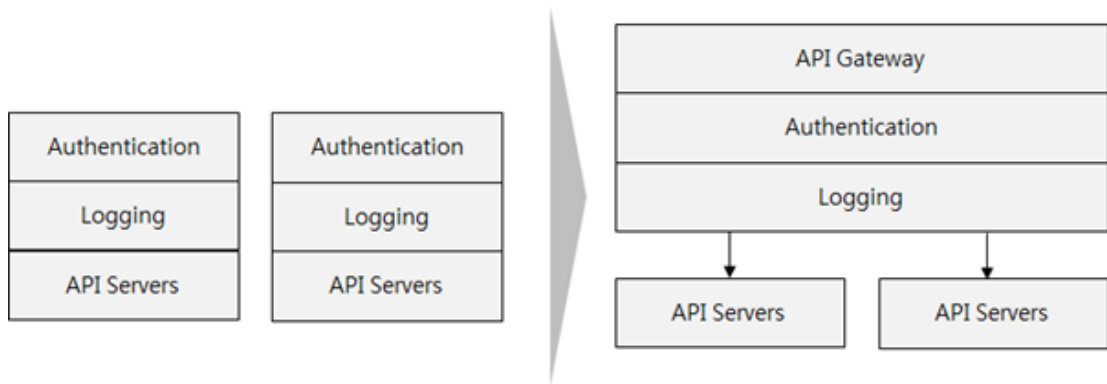 Authentication
Logging
API Servers
Authentication
Logging
API Servers
API Gateway
Authentication
Logging
API Servers
API Servers